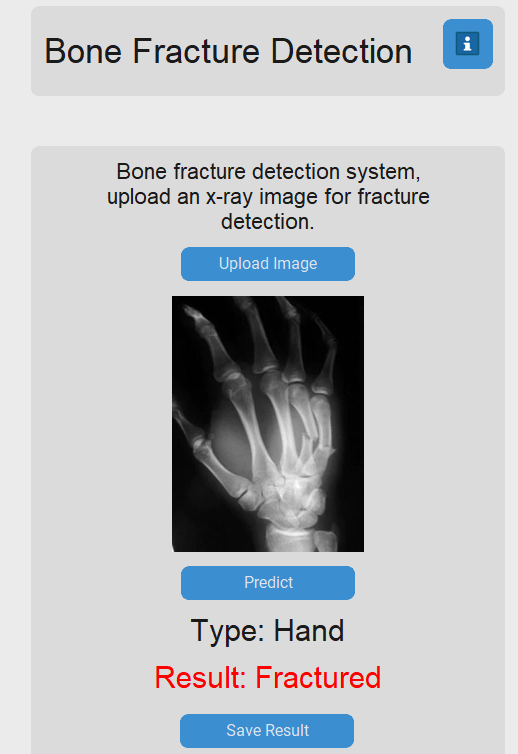 Bone Fracture Detection
i
Bone fracture detection system,
upload an x-ray image for fracture
detection.
Upload Image
Predict
Type: Hand
Result: Fractured
Save Result